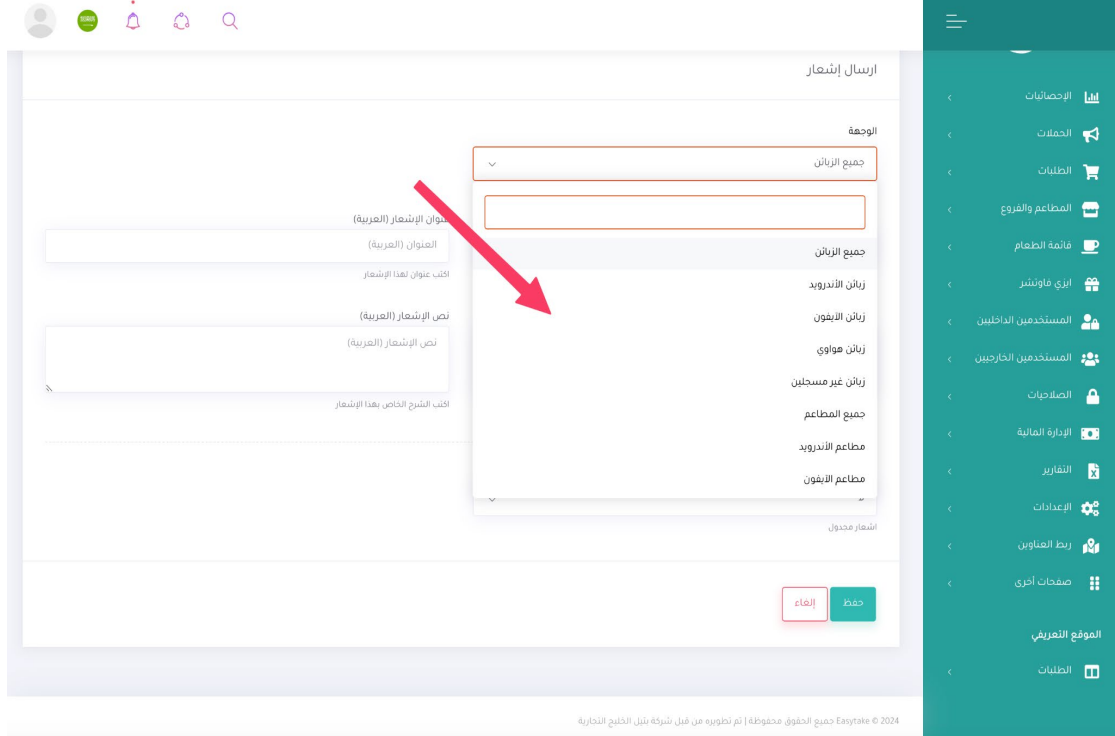 ارسال إشعار
الوجهة
جميع الزبائن
جميع الزبائن
زبائن الأندرويد
زبائن الآيفون
زبائن هواوي
زبائن غير مسجلين
جميع المطاعم
مطاعم الأندرويد
مطاعم الآيفون
اشعار مجدول
عنوان الإشعار (العربية)
العنوان (العربية)
اكتب عنوان لهذا الإشعار
نص الإشعار (العربية)
نص الإشعار (العربية)
اكتب الشرح الخاص بهذا الإشعار
حفظ
إلغاء
الإحصائيات
الحملات
الطلبات
المطاعم والفروع
قائمة الطعام
ايزي فاوتشر
المستخدمين الداخليين
المستخدمين الخارجيين
الصلاحيات
الإدارة المالية
التقارير
الإعدادات
ربط العناوين
صفحات أخرى
الموقع التعريفي
الطلبات
2024 © Easytake جميع الحقوق محفوظة | تم تطويره من قبل شركة بتيل الخليج التجارية